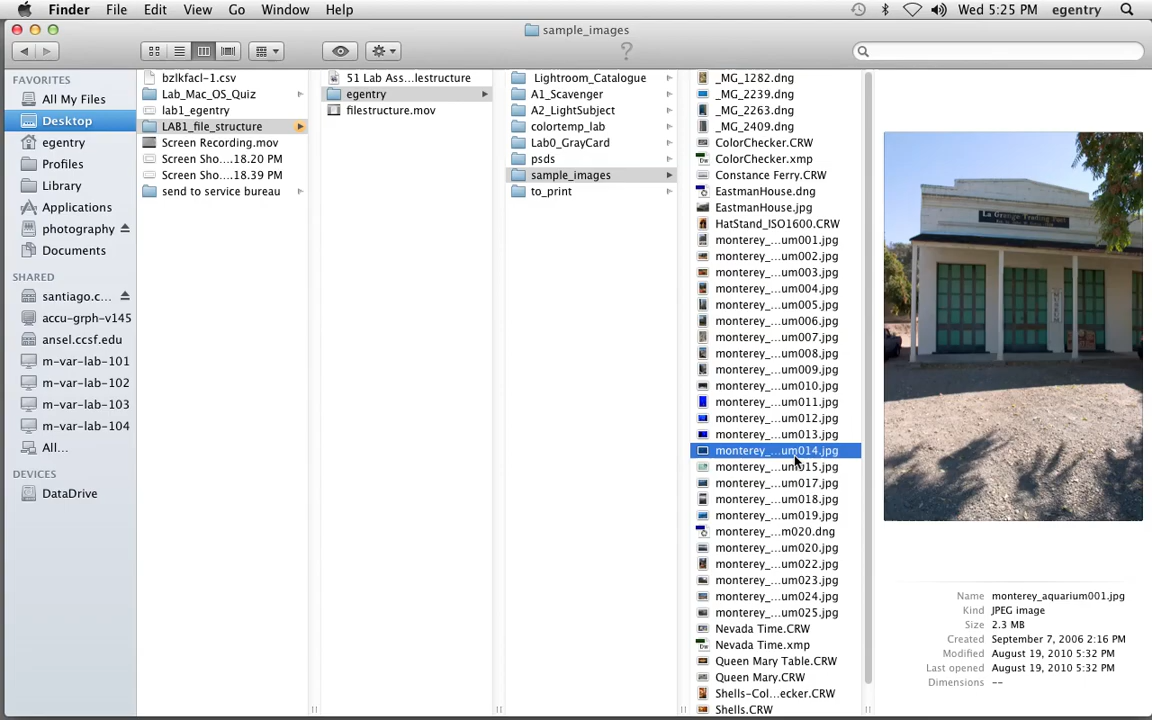 Finder File Edit View Go Window Help Wed 5:25 PM egentry
sample_images
FAVORITES
All My Files
Desktop
egentry
Profiles
Library
Applications
photography
Documents
SHARED
santiago.c...
accu-grph-v145
ansel.ccsf.edu
m-var-lab-101
m-var-lab-102
m-var-lab-103
m-var-lab-104
All...
DEVICES
DataDrive
bzlkfacl-1.csv
Lab_Mac_OS_Quiz
lab1_egentry
LAB1_file_structure
Screen Recording.mov
Screen Sho....18.20 PM
Screen Sho....18.39 PM
send to service bureau
51 Lab Ass...lestructure
egentry
filestructure.mov
Lightroom_Catalogue
A1_Scavenger
A2_LightSubject
colortemp_lab
Lab0_GrayCard
psds
sample_images
to_print
_MG_1282.dng
_MG_2239.dng
_MG_2263.dng
_MG_2409.dng
ColorChecker.CRW
ColorChecker.xmp
Constance Ferry.CRW
EastmanHouse.dng
EastmanHouse.jpg
HatStand_ISO1600.CRW
monterey_...um001.jpg
monterey_...um002.jpg
monterey_...um003.jpg
monterey_...um004.jpg
monterey_...um005.jpg
monterey_...um006.jpg
monterey_...um007.jpg
monterey_...um008.jpg
monterey_...um009.jpg
monterey_...um010.jpg
monterey_...um011.jpg
monterey_...um012.jpg
monterey_...um013.jpg
monterey_...um014.jpg
monterey_...um015.jpg
monterey_...um017.jpg
monterey_...um018.jpg
monterey_...um019.jpg
monterey_...m020.dng
monterey_...um020.jpg
monterey_...um022.jpg
monterey_...um023.jpg
monterey_...um024.jpg
monterey_...um025.jpg
Nevada Time.CRW
Nevada Time.xmp
Queen Mary Table.CRW
Queen Mary.CRW
Shells-Col...ecker.CRW
Shells.CRW
La Grange Trading Post
MUSEUM
Name monterey_aquarium001.jpg
Kind JPEG image
Size 2.3 MB
Created September 7, 2006 2:16 PM
Modified August 19, 2010 5:32 PM
Last opened August 19, 2010 5:32 PM
Dimensions --